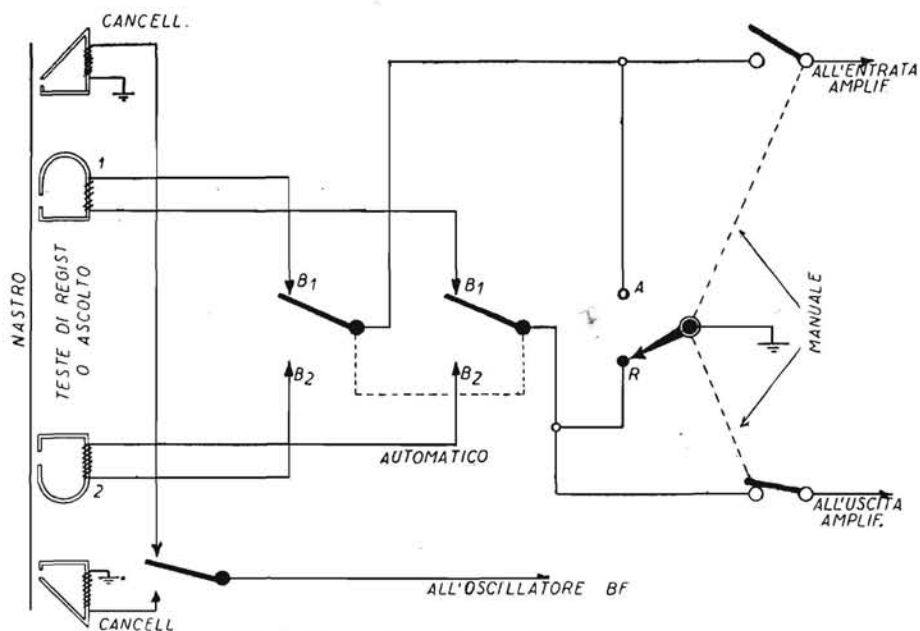 CANCELL.
ALL'ENTRATA
AMPLIF
1
NASTRO
TESTE DI REGIST
O ASCOLTO
B1
B1
A
MANUALE
B2
B2
R
AUTOMATICO
2
ALL'USCITA
AMPLIF.
ALL'OSCILLATORE BF
CANCELL